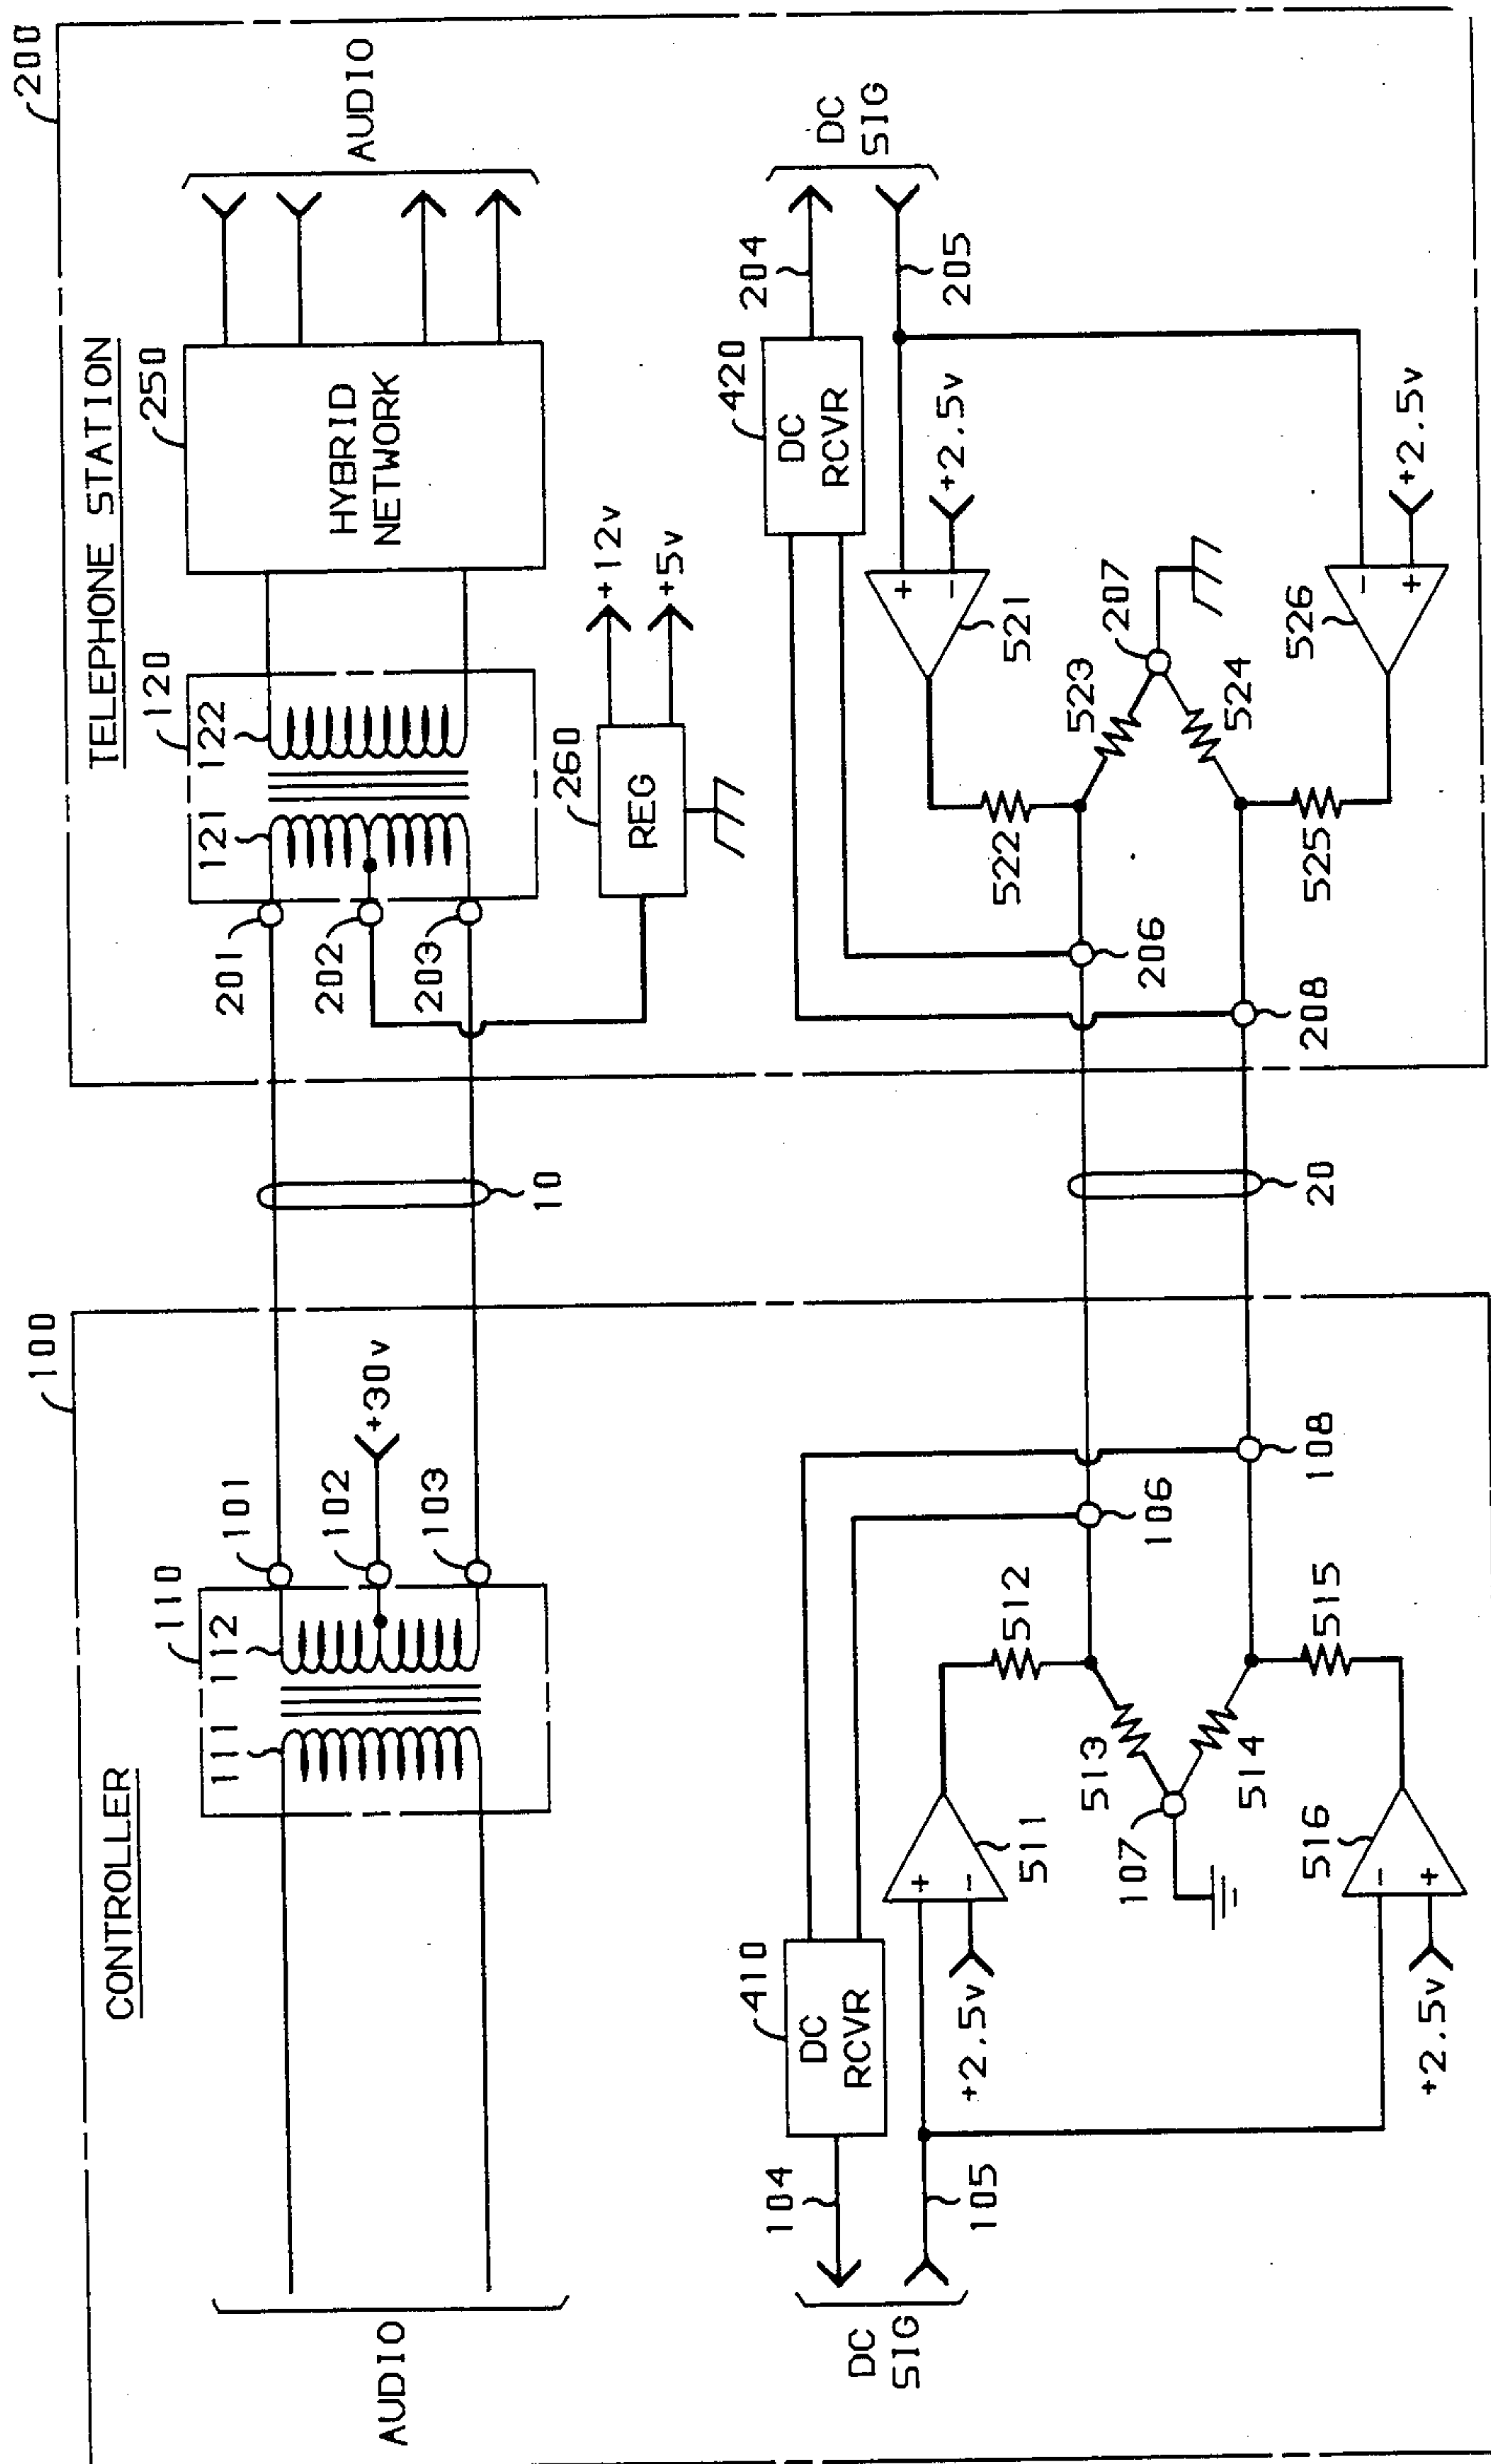 100
CONTROLLER
110
111
112
101
102
103
+30v
AUDIO
10
200
TELEPHONE STATION
120
121
122
201
202
203
250
HYBRID
NETWORK
AUDIO
260
REG
+12v
+5v
410
DC
RCVR
104
105
DC
SIG
+
-
+2.5v
511
512
513
514
515
516
-
+
+2.5v
106
107
108
20
420
DC
RCVR
204
205
DC
SIG
+
-
+2.5v
521
522
523
524
525
526
-
+
+2.5v
206
207
208